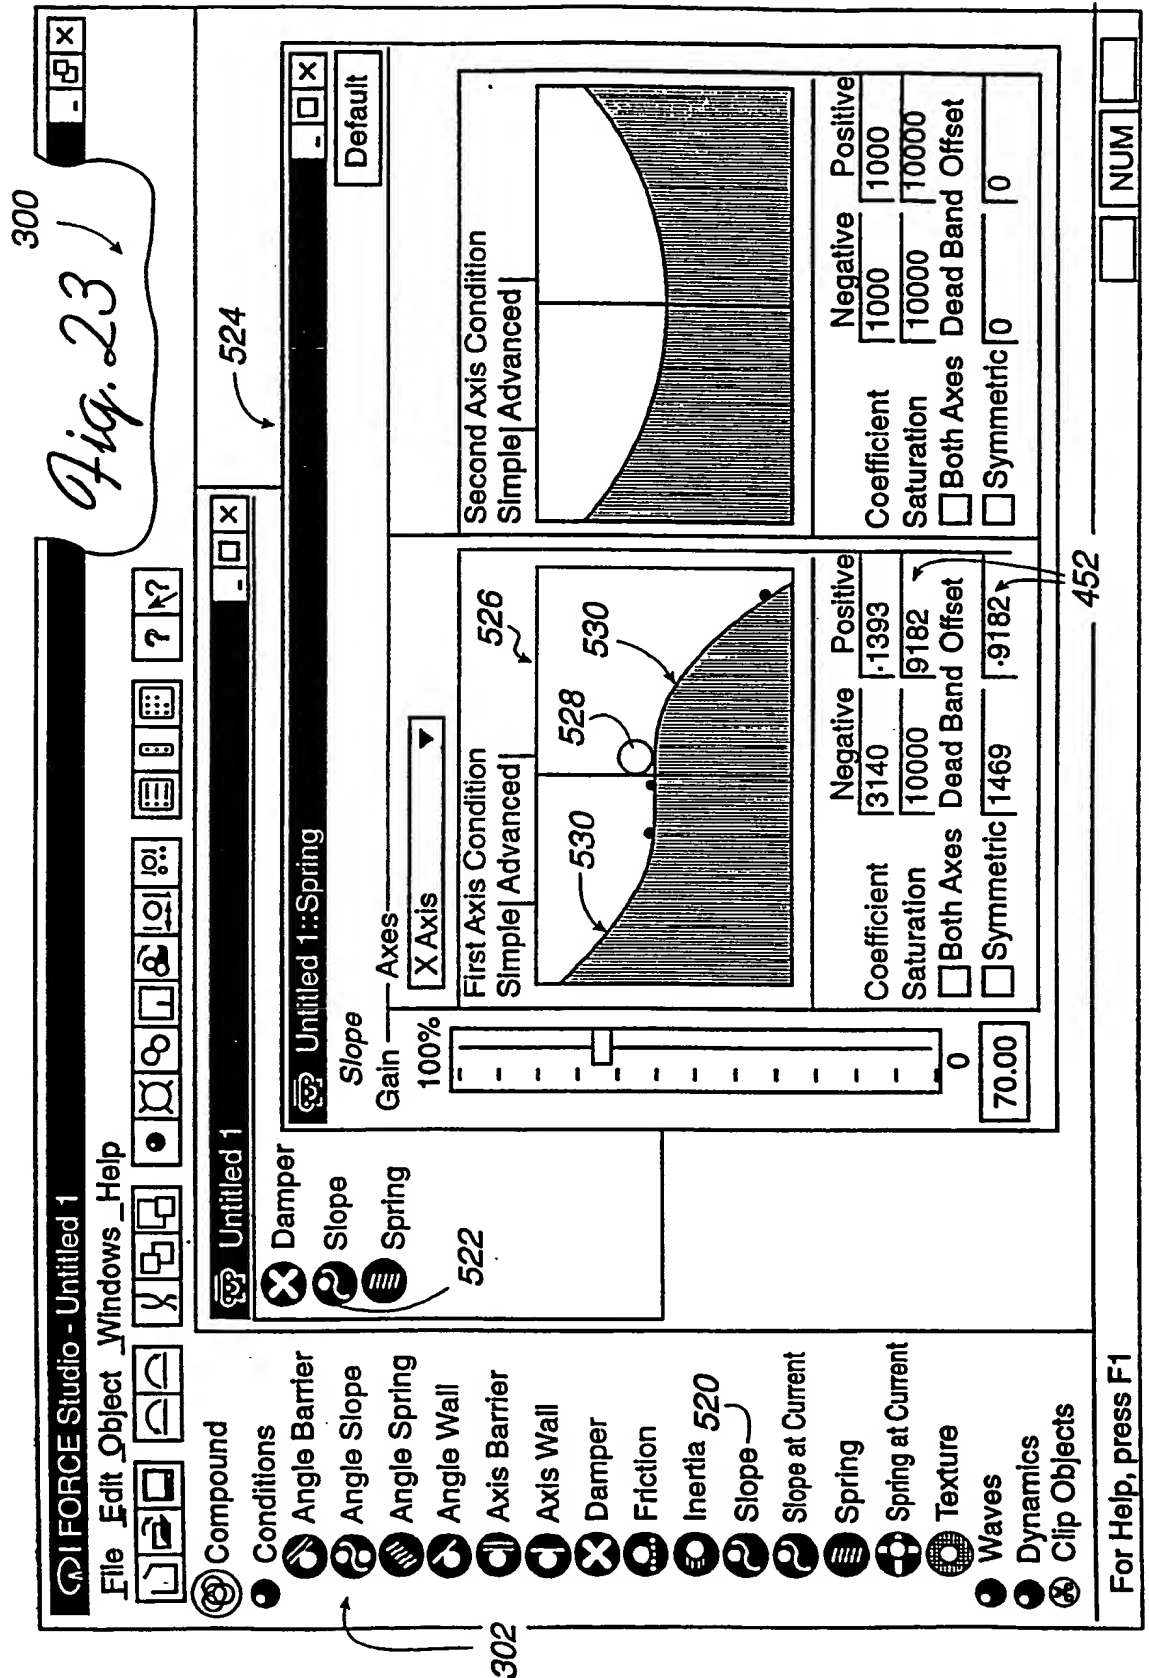 Fig. 23
300
I FORCE Studio - Untitled 1
File Edit Object Windows Help
? ?
Compound
Conditions
Angle Barrier
Angle Slope
Angle Spring
Angle Wall
Axis Barrier
Axis Wall
Damper
Friction
Inertia
Slope
Slope at Current
Spring
Spring at Current
Texture
Waves
Dynamics
Clip Objects
302
520
Untitled 1
Damper
Slope
Spring
522
524
Untitled 1::Spring
Slope
Default
Gain
100%
0
70.00
Axes
X Axis
First Axis Condition
Simple Advanced
526
528
530
530
Negative Positive
Coefficient 3140 -1393
Saturation 10000 9182
Both Axes Dead Band Offset
Symmetric 1469 -9182
452
Second Axis Condition
Simple Advanced
Negative Positive
Coefficient 1000 1000
Saturation 10000 10000
Both Axes Dead Band Offset
Symmetric 0 0
For Help, press F1
NUM